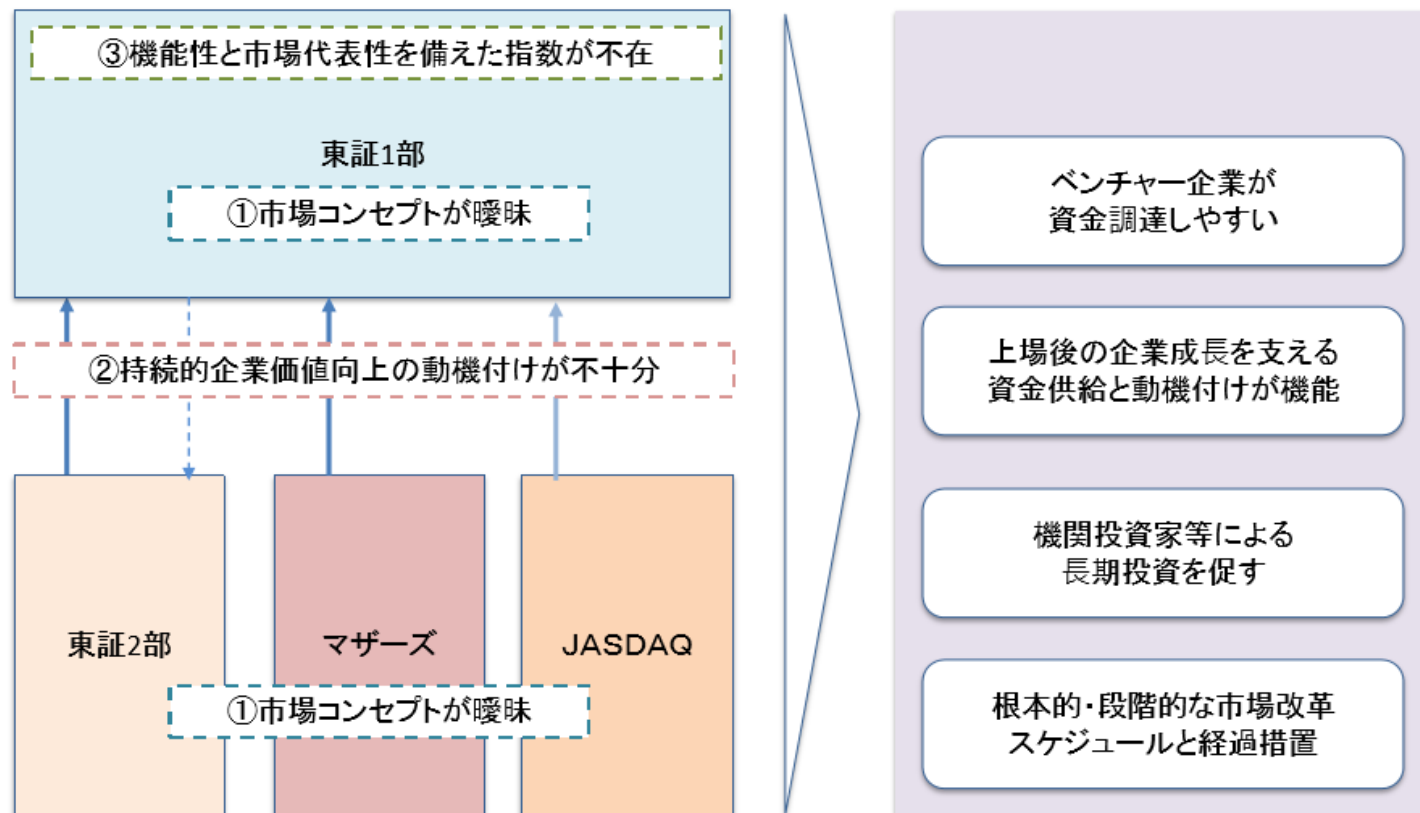 ③機能性と市場代表性を備えた指数が不在
東証1部
①市場コンセプトが曖昧
②持続的企業価値向上の動機付けが不十分
東証2部
マザーズ
JASDAQ
①市場コンセプトが曖昧
ベンチャー企業が
資金調達しやすい
上場後の企業成長を支える
資金供給と動機付けが機能
機関投資家等による
長期投資を促す
根本的・段階的な市場改革
スケジュールと経過措置